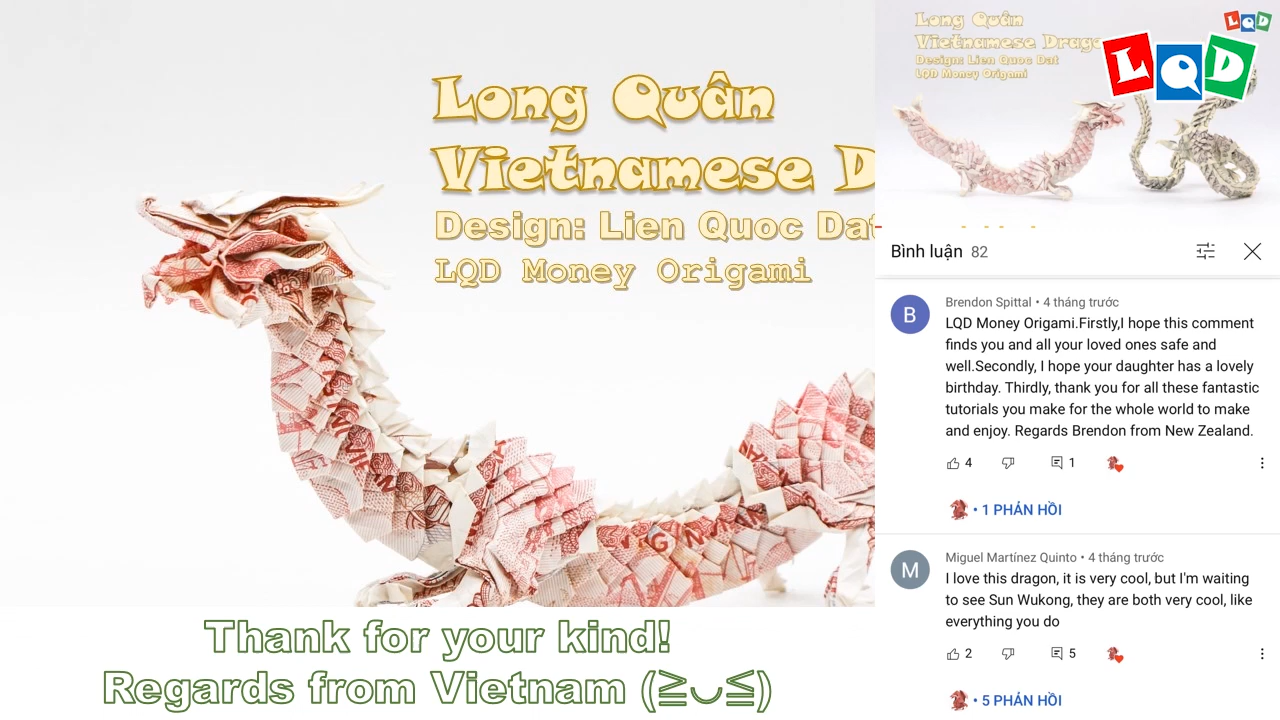 Long Quân
Vietnamese D
Design: Lien Quoc Dat
LQD Money Origami
Thank for your kind!
Regards from Vietnam (≧◡≦)
Long Quân
Vietnamese Drago
Design: Lien Quoc Dat
LQD Money Origami
LQD
LQD
Bình luận 82
B
Brendon Spittal • 4 tháng trước
LQD Money Origami.Firstly,I hope this comment
finds you and all your loved ones safe and
well.Secondly, I hope your daughter has a lovely
birthday. Thirdly, thank you for all these fantastic
tutorials you make for the whole world to make
and enjoy. Regards Brendon from New Zealand.
4 1
• 1 PHẢN HỒI
M
Miguel Martínez Quinto • 4 tháng trước
I love this dragon, it is very cool, but I'm waiting
to see Sun Wukong, they are both very cool, like
everything you do
2 5
• 5 PHẢN HỒI